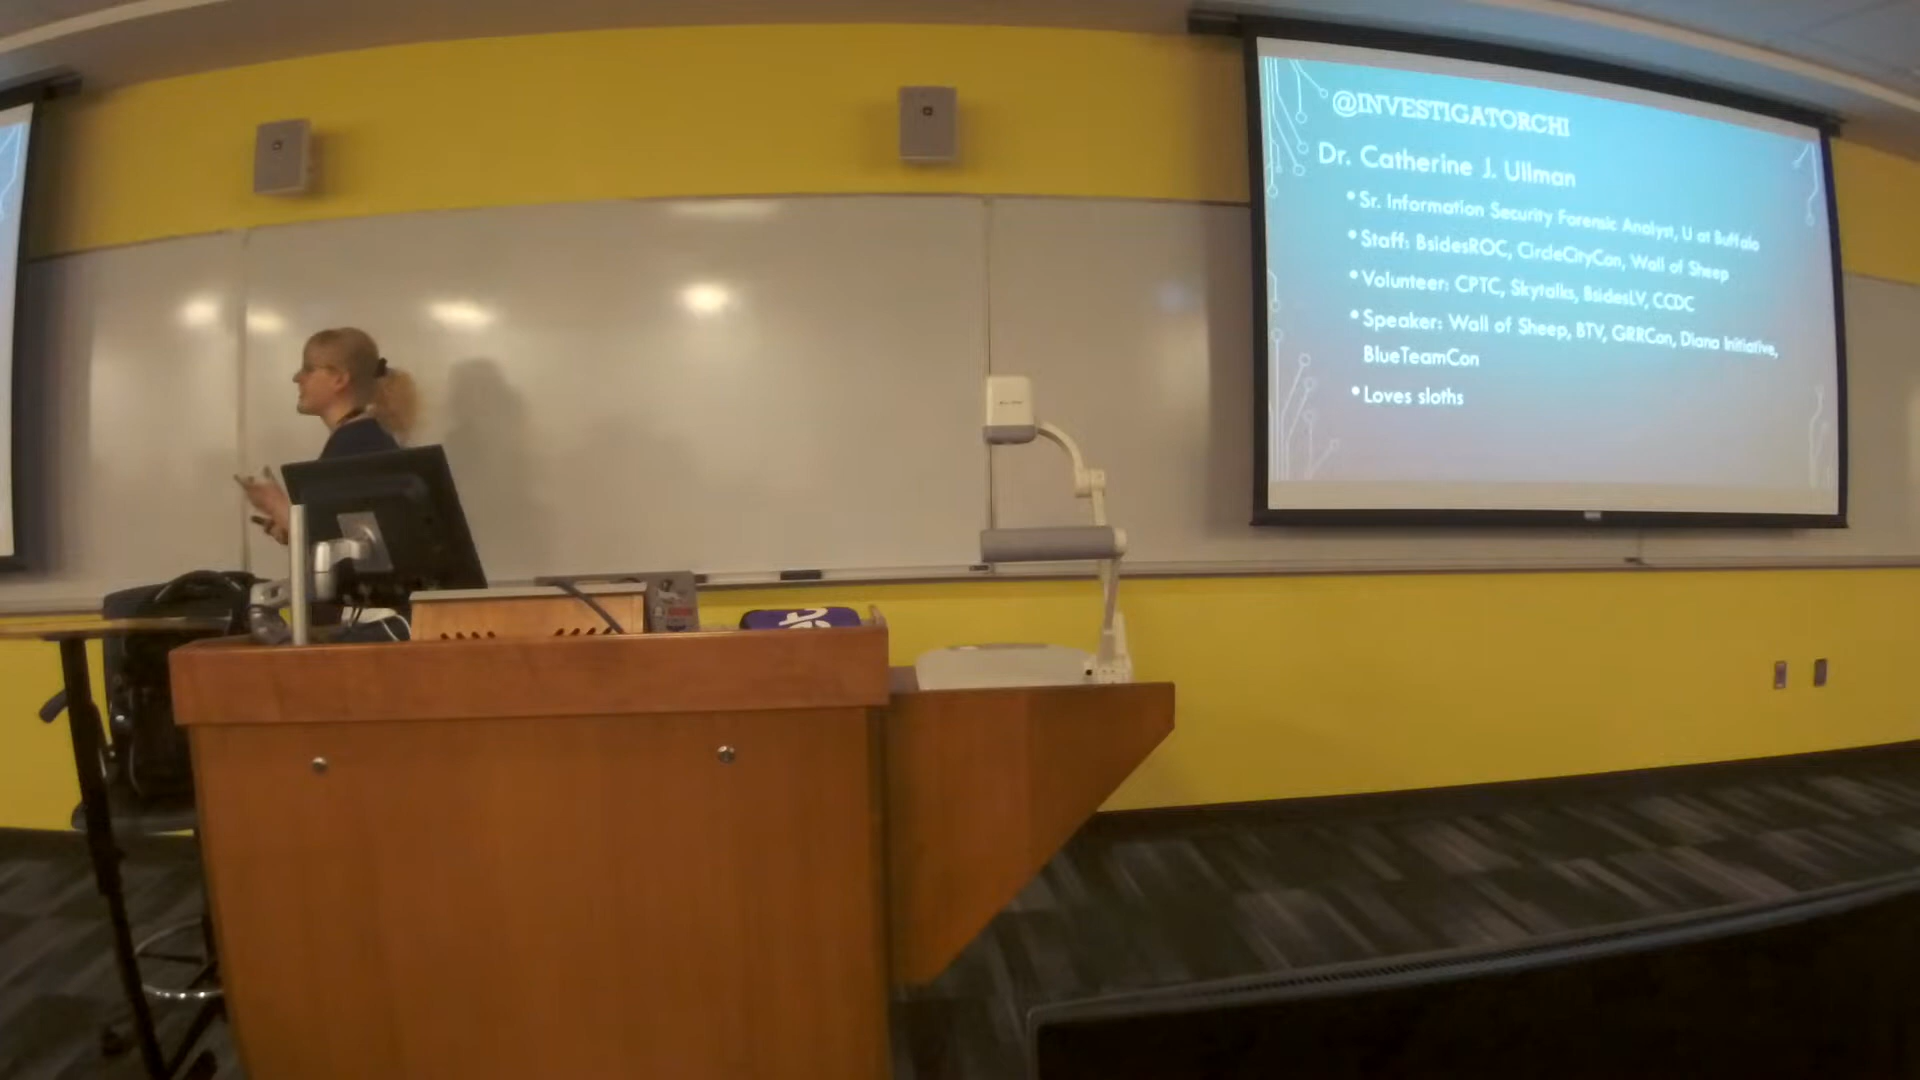 @INVESTIGATORCHI
Dr. Catherine J. Ullman
• Sr. Information Security Forensic Analyst, U at Buffalo
• Staff: BsidesROC, CircleCityCon, Wall of Sheep
• Volunteer: CPTC, Skytalks, BsidesLV, CCDC
• Speaker: Wall of Sheep, BTV, GRRCon, Diana Initiative,
BlueTeamCon
• Loves sloths